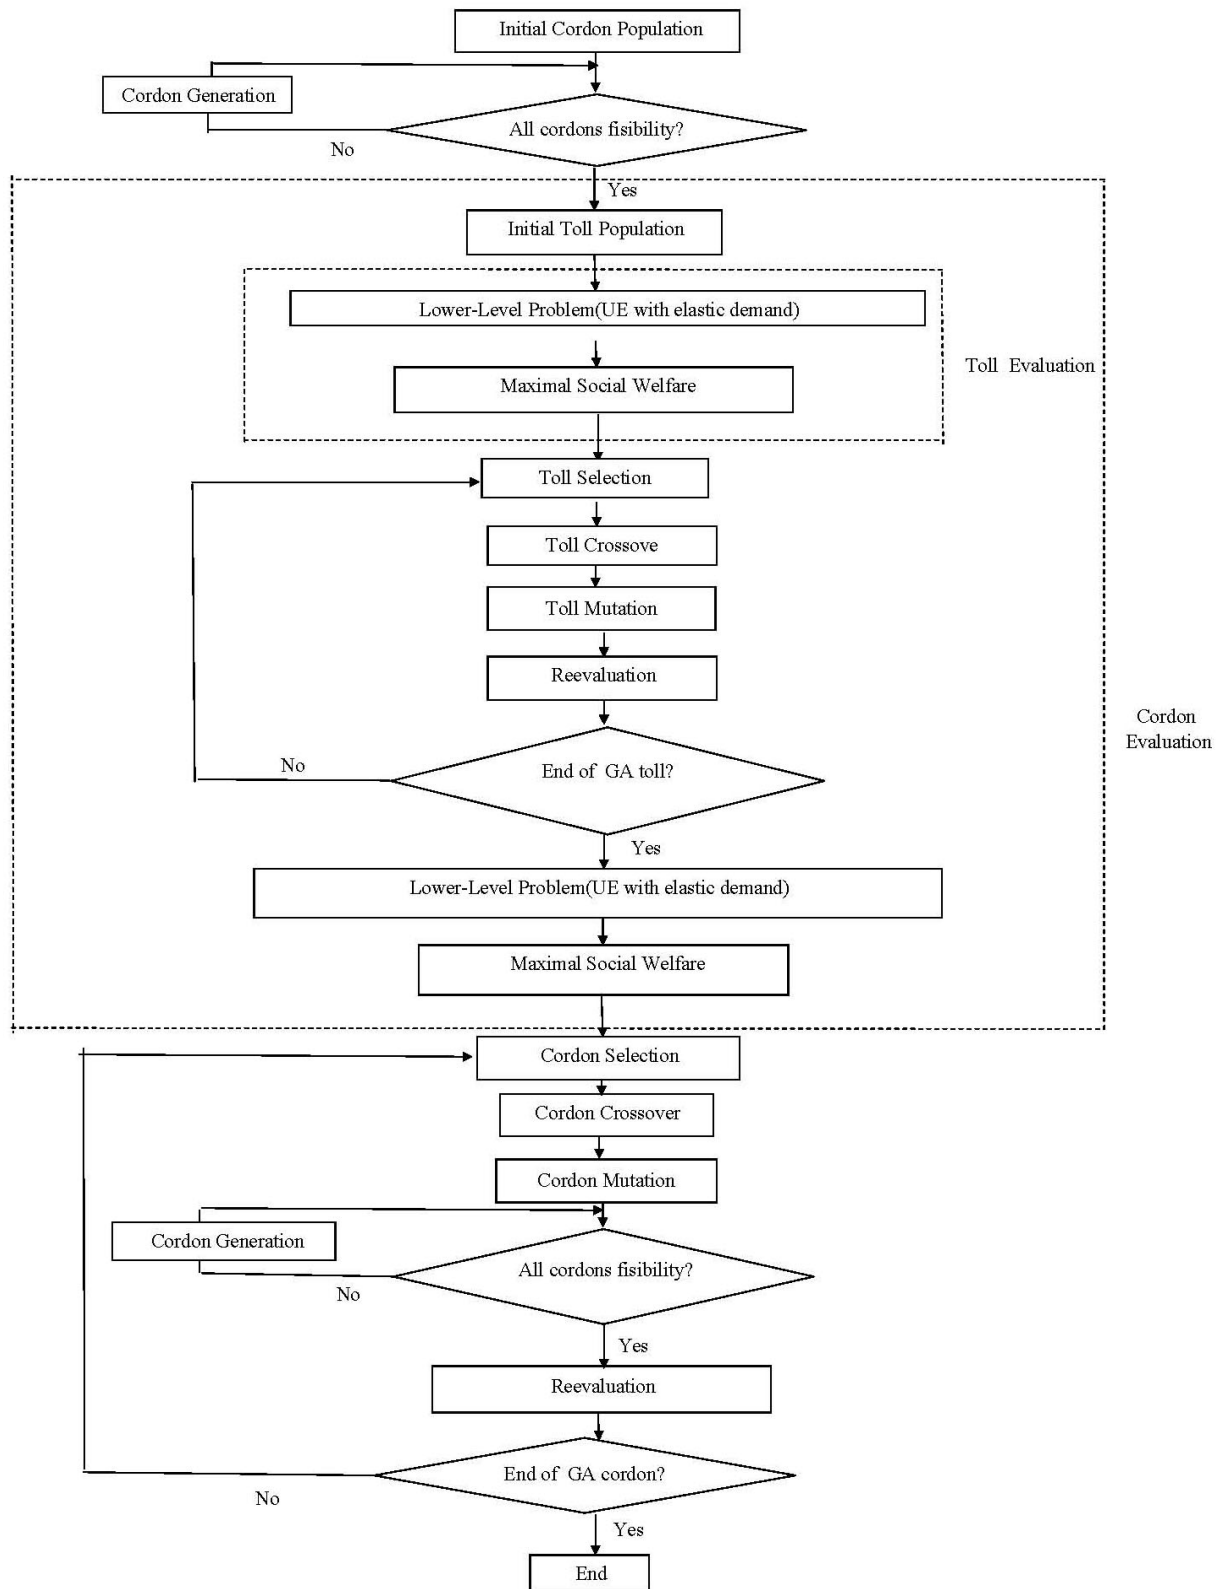 Initial Cordon Population
Cordon Generation
All cordons fisibility?
No
Yes
Initial Toll Population
Lower-Level Problem(UE with elastic demand)
Toll Evaluation
Maximal Social Welfare
Toll Selection
Toll Crossove
Toll Mutation
Reevaluation
Cordon
Evaluation
End of GA toll?
No
Yes
Lower-Level Problem(UE with elastic demand)
Maximal Social Welfare
Cordon Selection
Cordon Crossover
Cordon Mutation
Cordon Generation
All cordons fisibility?
No
Yes
Reevaluation
End of GA cordon?
No
Yes
End